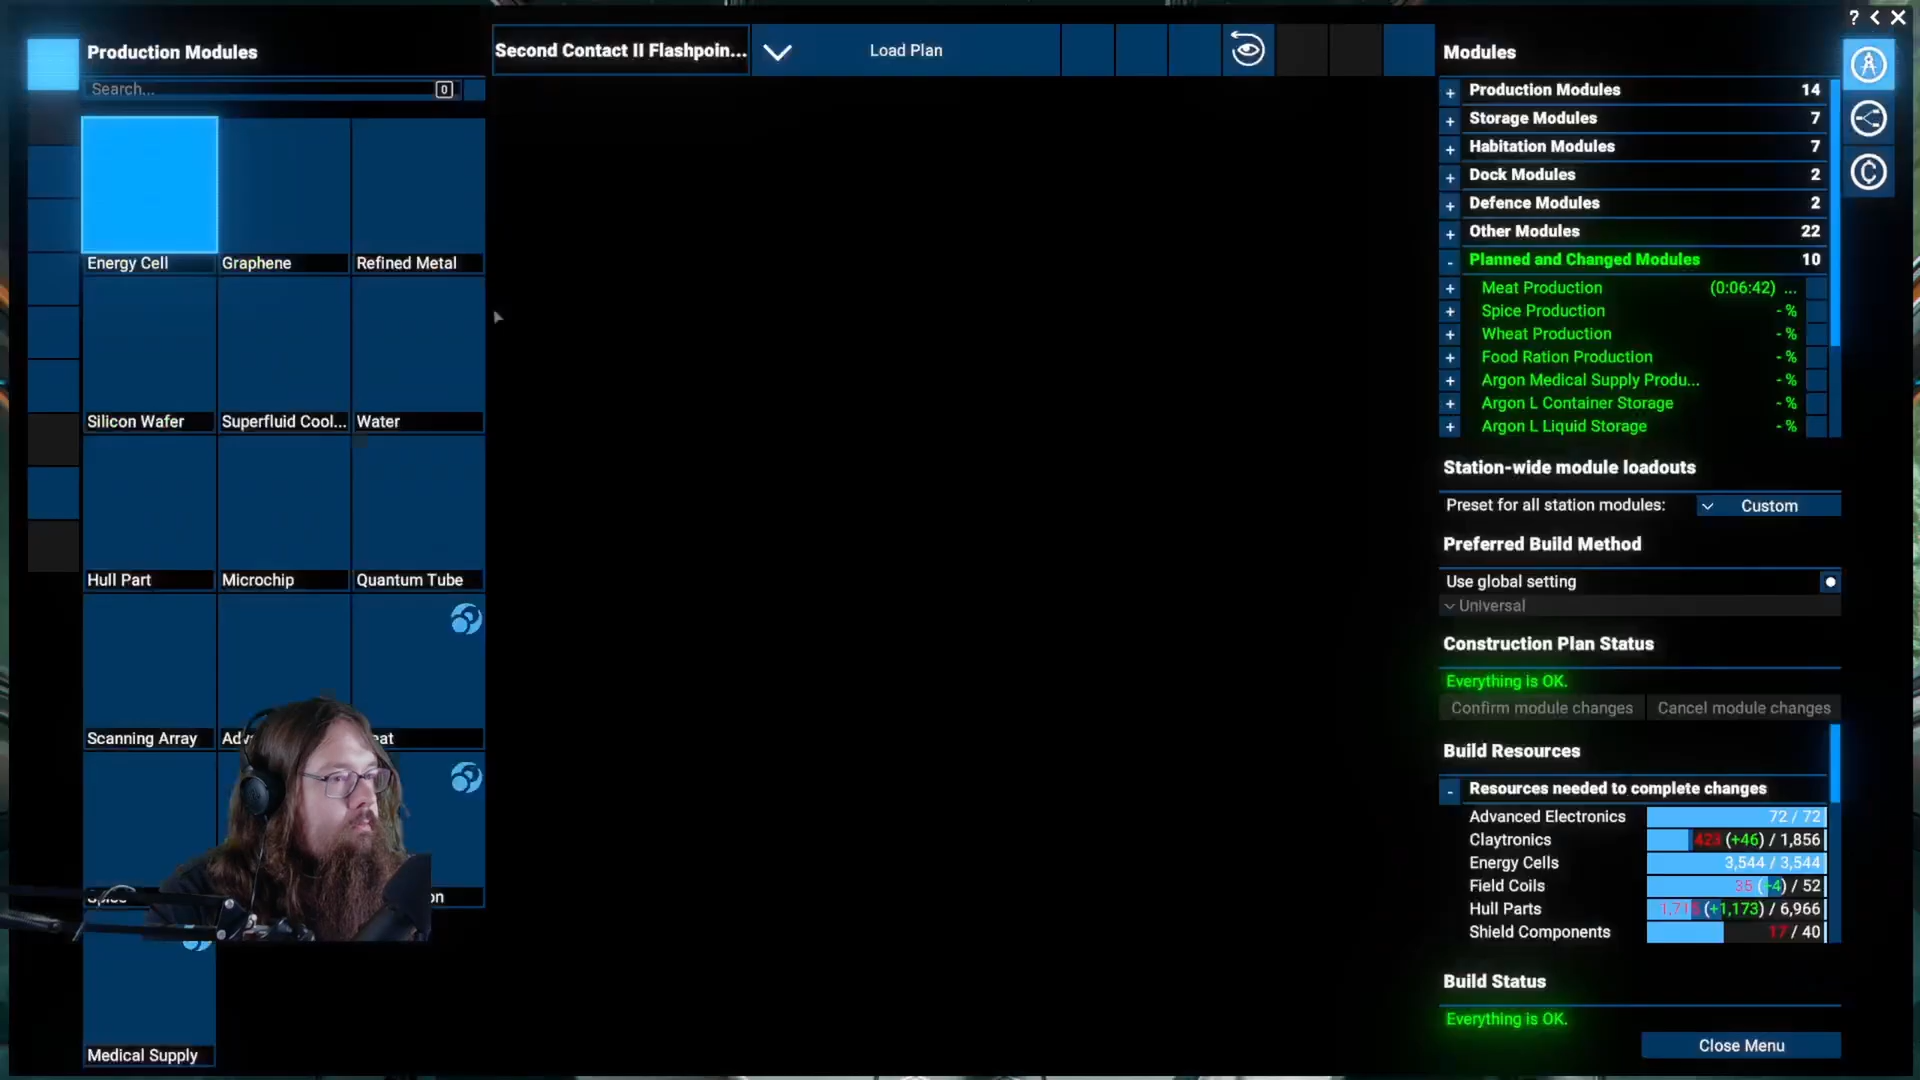 Production Modules
Search...
0
Energy Cell
Graphene
Refined Metal
Silicon Wafer
Superfluid Cool...
Water
Hull Part
Microchip
Quantum Tube
Scanning Array
Medical Supply
Second Contact II Flashpoin...
Load Plan
?
Modules
+ Production Modules 14
+ Storage Modules 7
+ Habitation Modules 7
+ Dock Modules 2
+ Defence Modules 2
+ Other Modules 22
- Planned and Changed Modules 10
+ Meat Production (0:06:42) ...
+ Spice Production - %
+ Wheat Production - %
+ Food Ration Production - %
+ Argon Medical Supply Produ... - %
+ Argon L Container Storage - %
+ Argon L Liquid Storage - %
Station-wide module loadouts
Preset for all station modules: Custom
Preferred Build Method
Use global setting
Universal
Construction Plan Status
Everything is OK.
Confirm module changes
Cancel module changes
Build Resources
- Resources needed to complete changes
Advanced Electronics 72 / 72
Claytronics 423 (+46) / 1,856
Energy Cells 3,544 / 3,544
Field Coils 35 / 52
Hull Parts (+1,173) / 6,966
Shield Components 17 / 40
Build Status
Everything is OK.
Close Menu